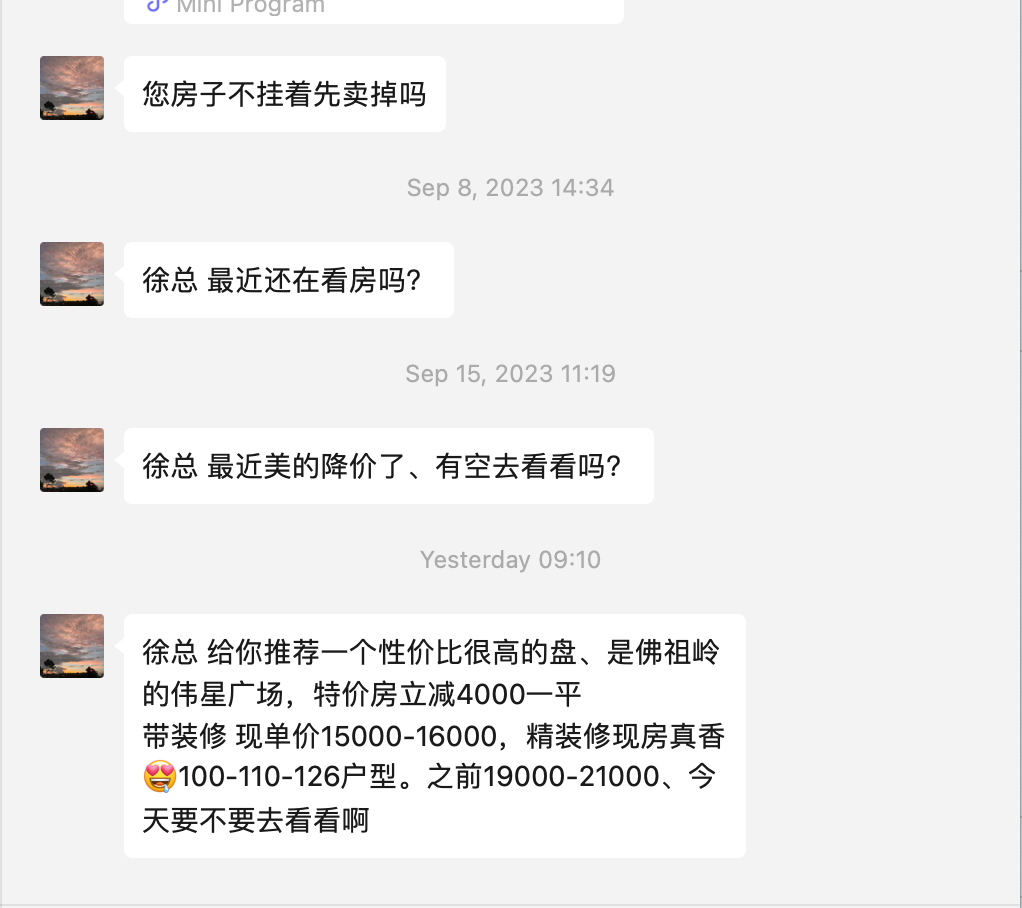 Mini Program
您房子不挂着先卖掉吗
Sep 8, 2023 14:34
徐总 最近还在看房吗?
Sep 15, 2023 11:19
徐总 最近美的降价了、有空去看看吗?
Yesterday 09:10
徐总 给你推荐一个性价比很高的盘、是佛祖岭
的伟星广场，特价房立减4000一平
带装修 现单价15000-16000，精装修现房真香
😍100-110-126户型。之前19000-21000、今
天要不要去看看啊